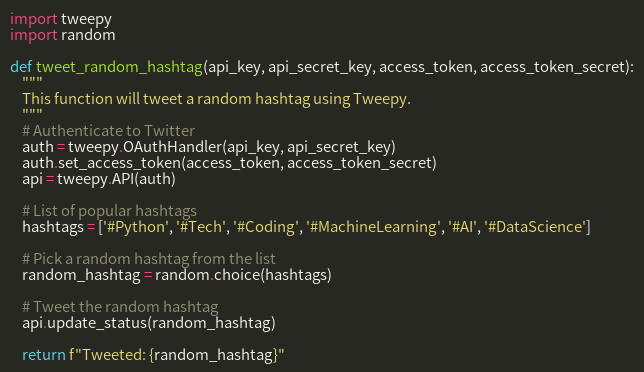 import tweepy
import random
def tweet_random_hashtag(api_key, api_secret_key, access_token, access_token_secret):
"""
This function will tweet a random hashtag using Tweepy.
"""
# Authenticate to Twitter
auth = tweepy.OAuthHandler(api_key, api_secret_key)
auth.set_access_token(access_token, access_token_secret)
api = tweepy.API(auth)
# List of popular hashtags
hashtags = ['#Python', '#Tech', '#Coding', '#MachineLearning', '#AI', '#DataScience']
# Pick a random hashtag from the list
random_hashtag = random.choice(hashtags)
# Tweet the random hashtag
api.update_status(random_hashtag)
return f"Tweeted: {random_hashtag}"